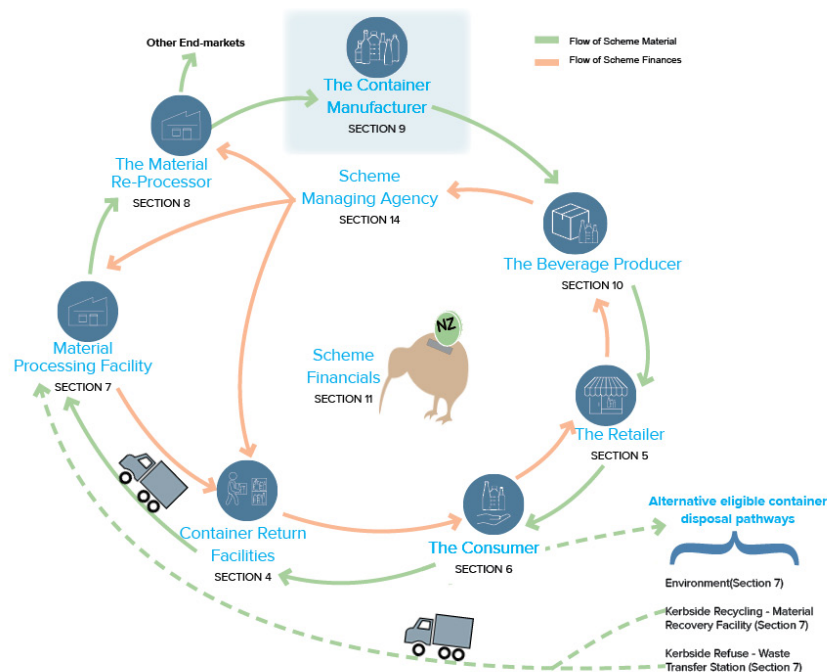 Other End-markets
Flow of Scheme Material
Flow of Scheme Finances
The Container
Manufacturer
SECTION 9
The Material
Re-Processor
SECTION 8
Scheme
Managing Agency
SECTION 14
The Beverage Producer
SECTION 10
NZ
Material
Processing Facility
SECTION 7
Scheme
Financials
SECTION 11
The Retailer
SECTION 5
Container Return
Facilities
SECTION 4
The Consumer
SECTION 6
Alternative eligible container
disposal pathways
Environment(Section 7)
Kerbside Recycling - Material
Recovery Facility (Section 7)
Kerbside Refuse - Waste
Transfer Station (Section 7)